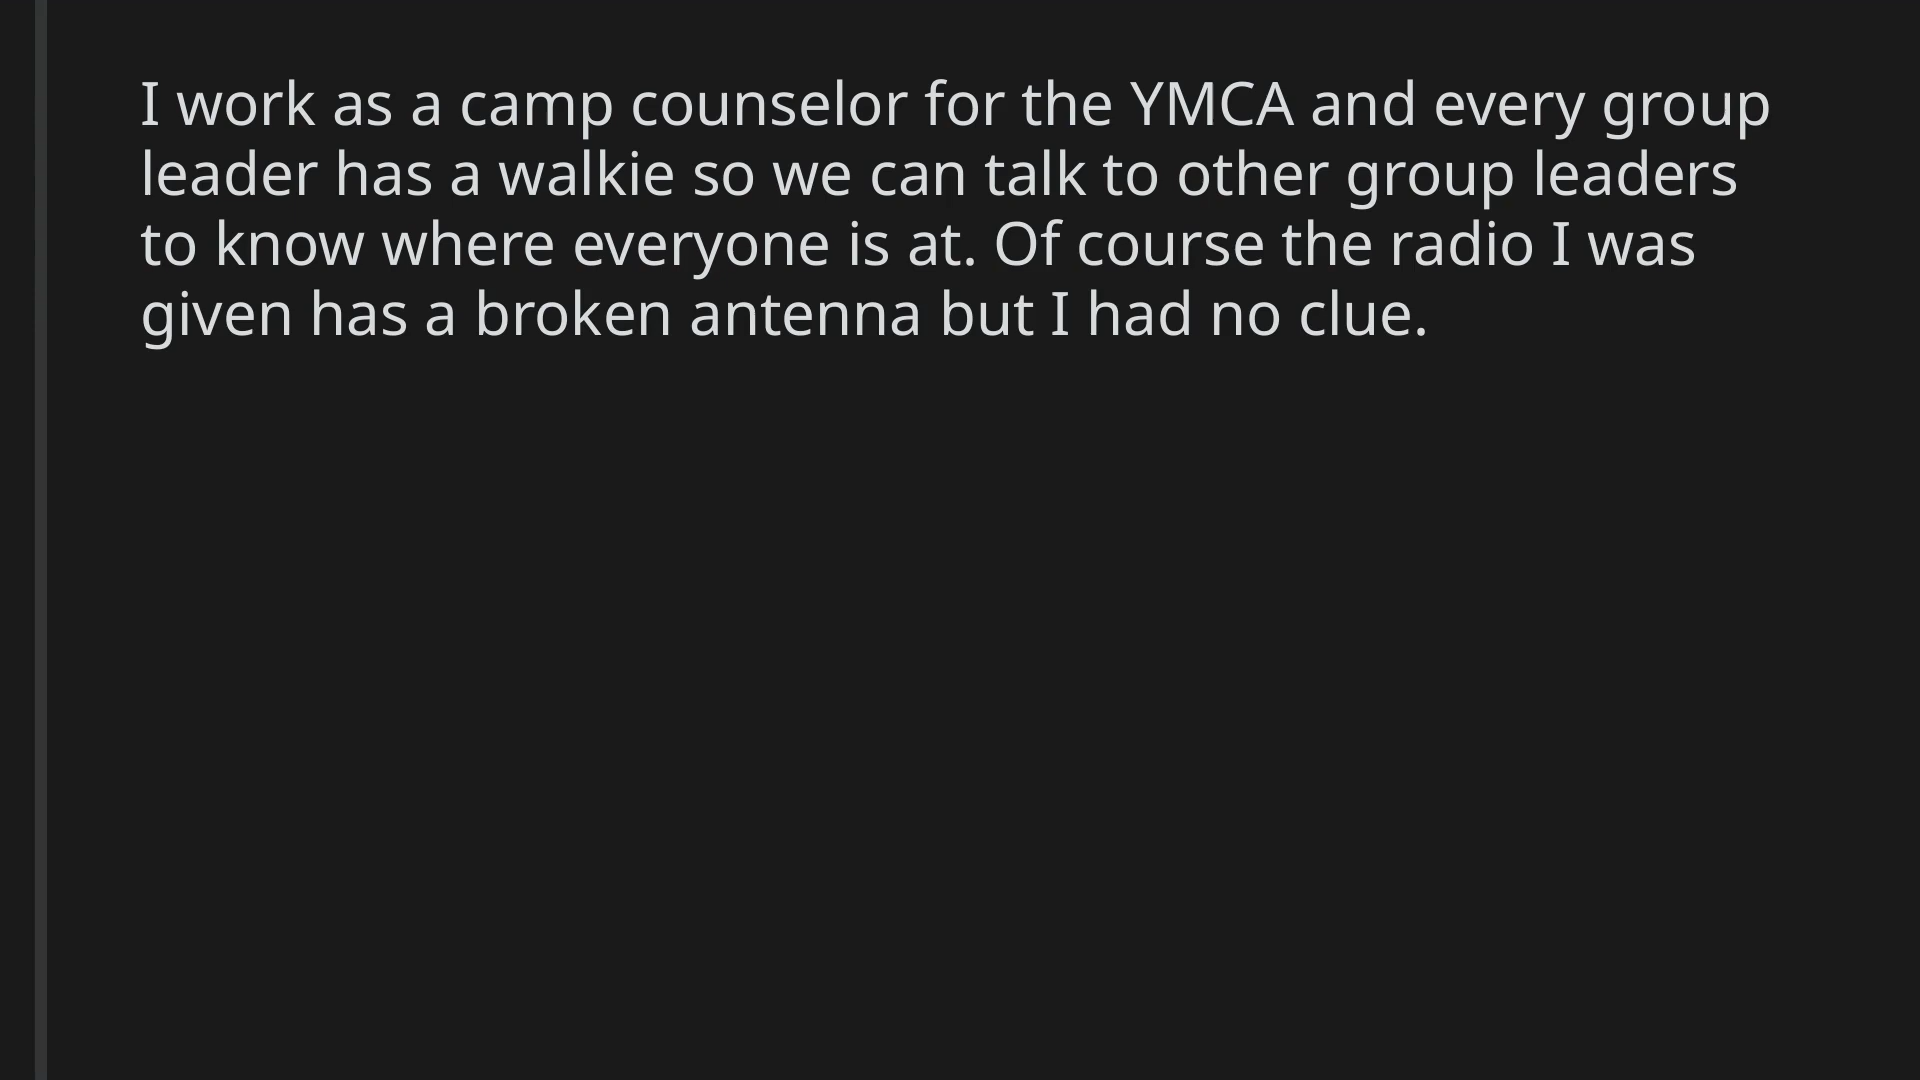 I work as a camp counselor for the YMCA and every group
leader has a walkie so we can talk to other group leaders
to know where everyone is at. Of course the radio I was
given has a broken antenna but I had no clue.